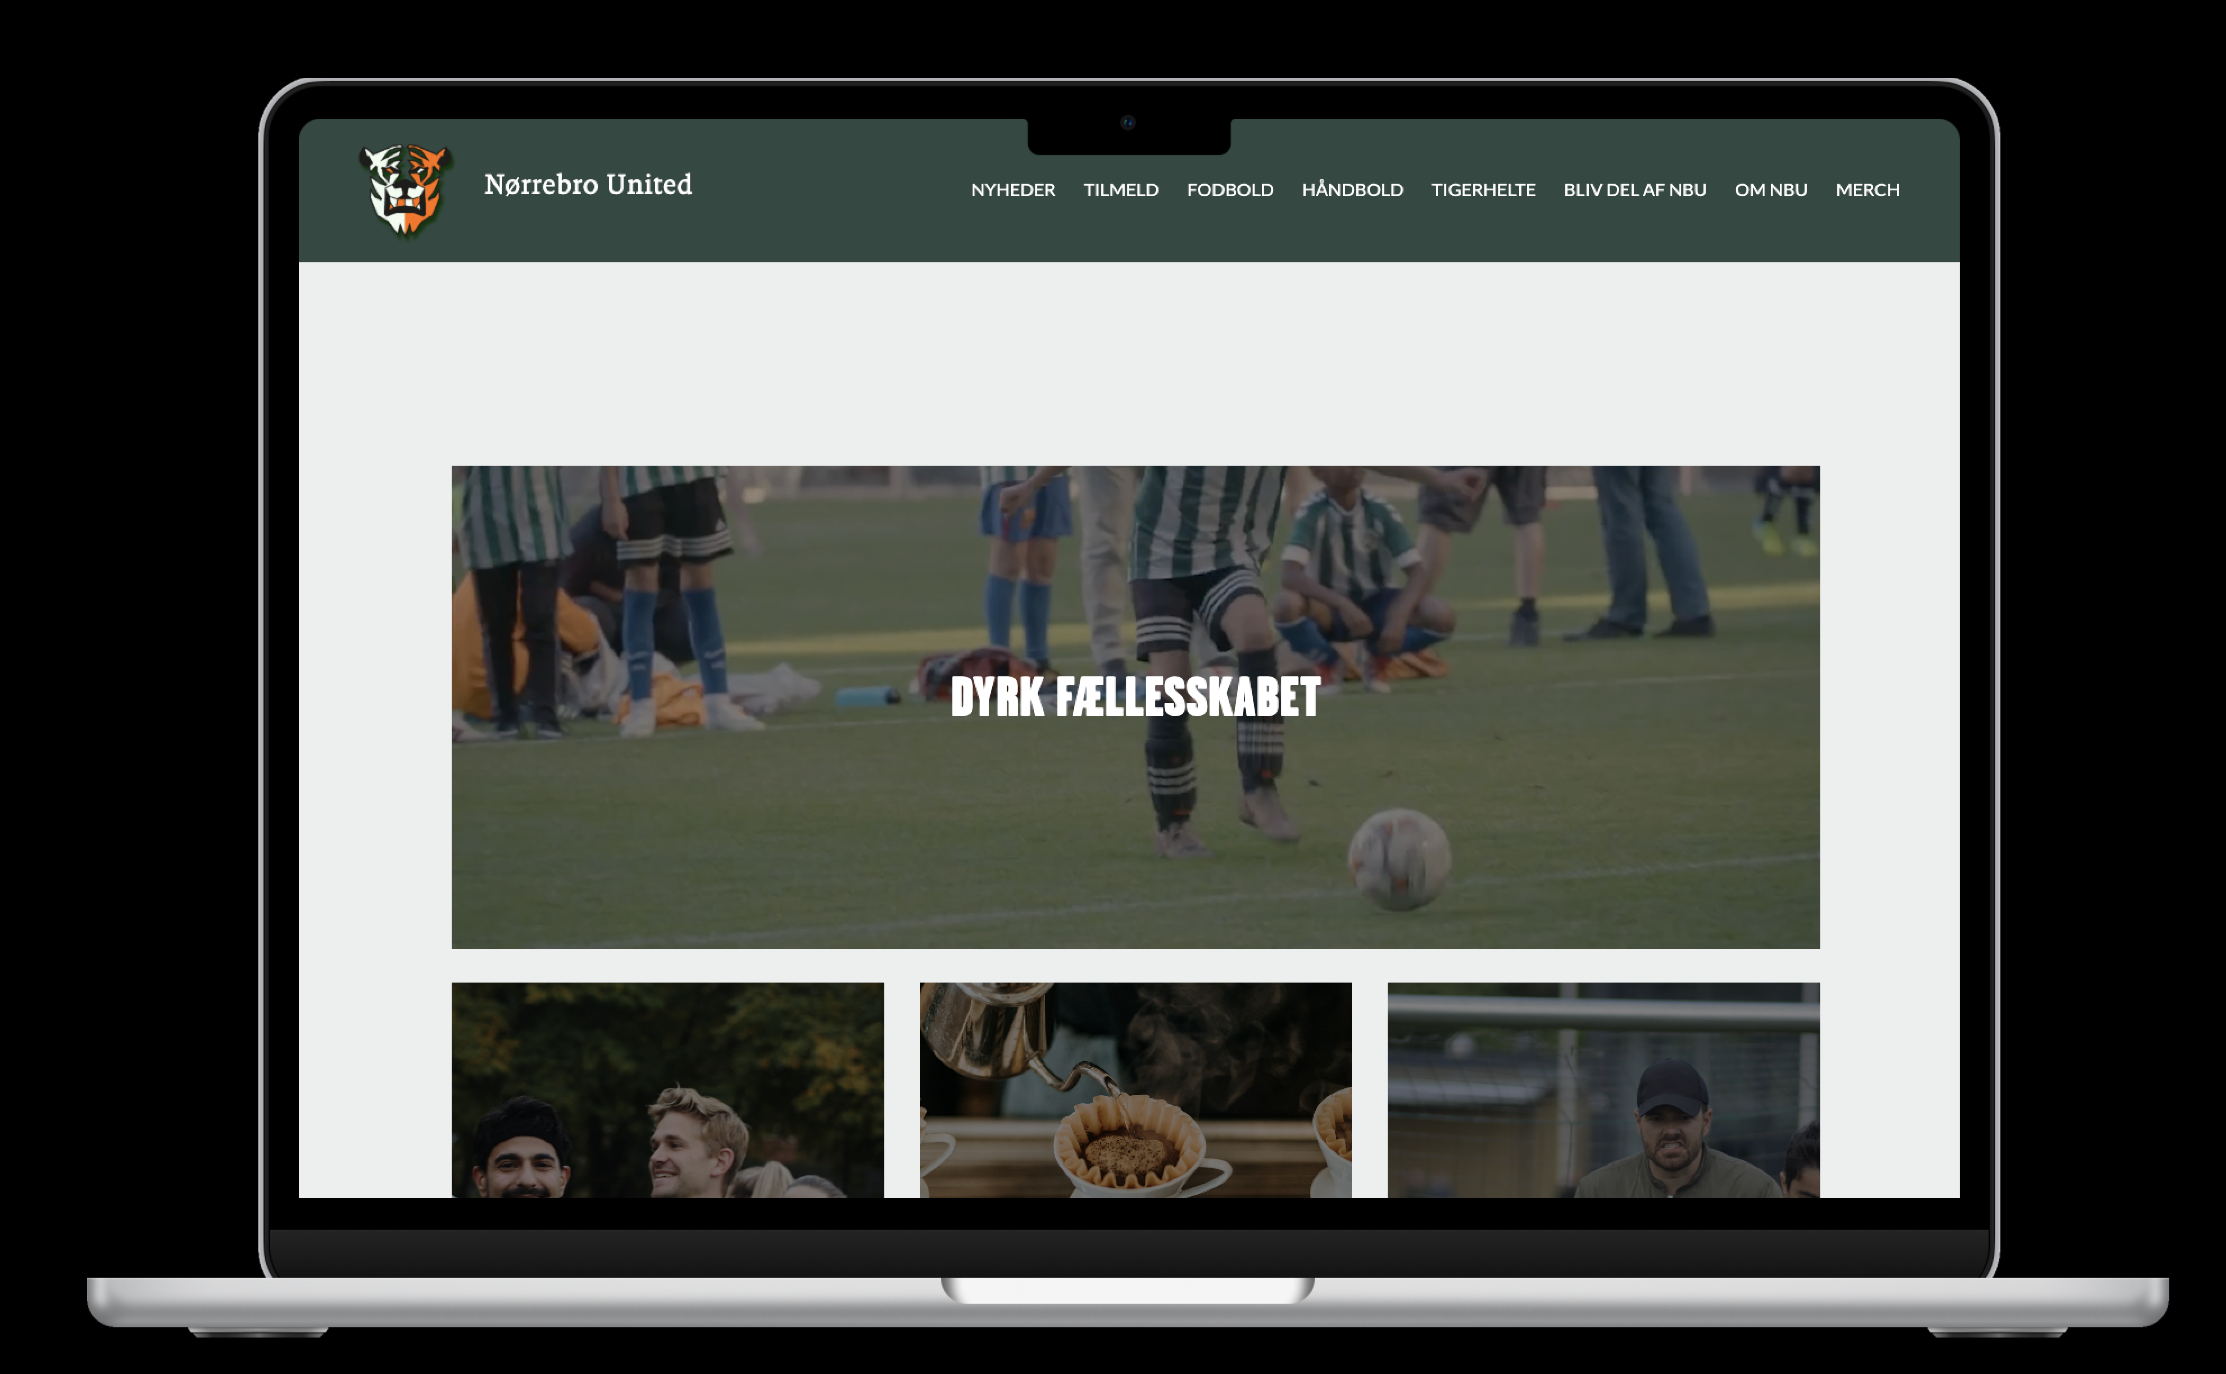 Nørrebro United
NYHEDER TILMELD FODBOLD HÅNDBOLD TIGERHELTE BLIV DEL AF NBU OM NBU MERCH
DYRK FÆLLESSKABET